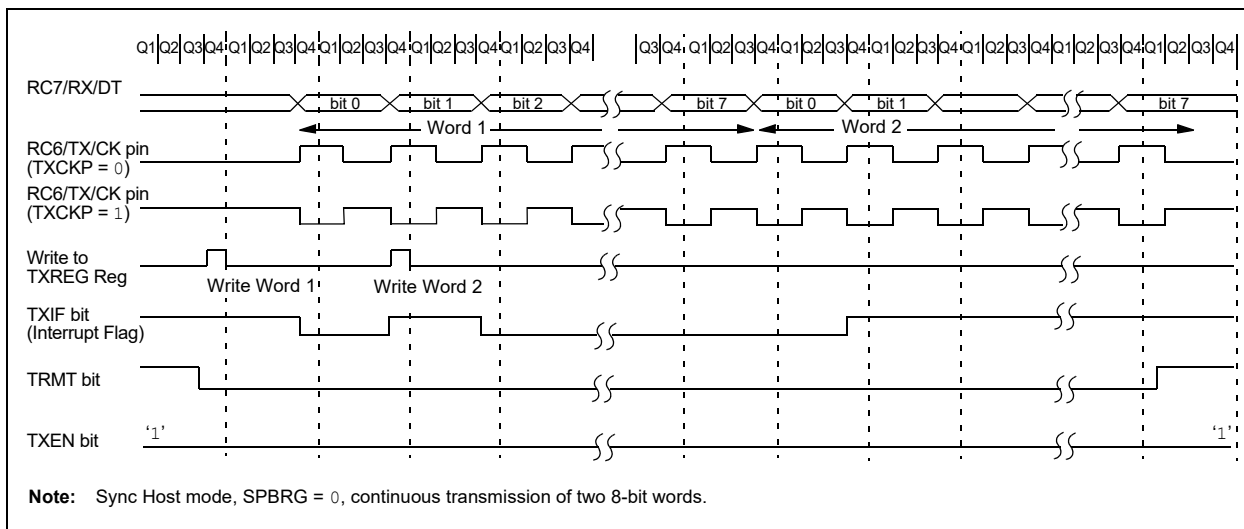 Q1 Q2 Q3 Q4 Q1 Q2 Q3 Q4 Q1 Q2 Q3 Q4 Q1 Q2 Q3 Q4 Q1 Q2 Q3 Q4 Q3 Q4 Q1 Q2 Q3 Q4 Q1 Q2 Q3 Q4 Q1 Q2 Q3 Q4 Q1 Q2 Q3 Q4 Q1 Q2 Q3 Q4 Q1 Q2 Q3 Q4
RC7/RX/DT
bit 0 bit 1 bit 2 bit 7 bit 0 bit 1 bit 7
Word 1 Word 2
RC6/TX/CK pin
(TXCKP = 0)
RC6/TX/CK pin
(TXCKP = 1)
Write to
TXREG Reg
Write Word 1 Write Word 2
TXIF bit
(Interrupt Flag)
TRMT bit
TXEN bit
‘1’ ‘1’
Note: Sync Host mode, SPBRG = 0, continuous transmission of two 8-bit words.